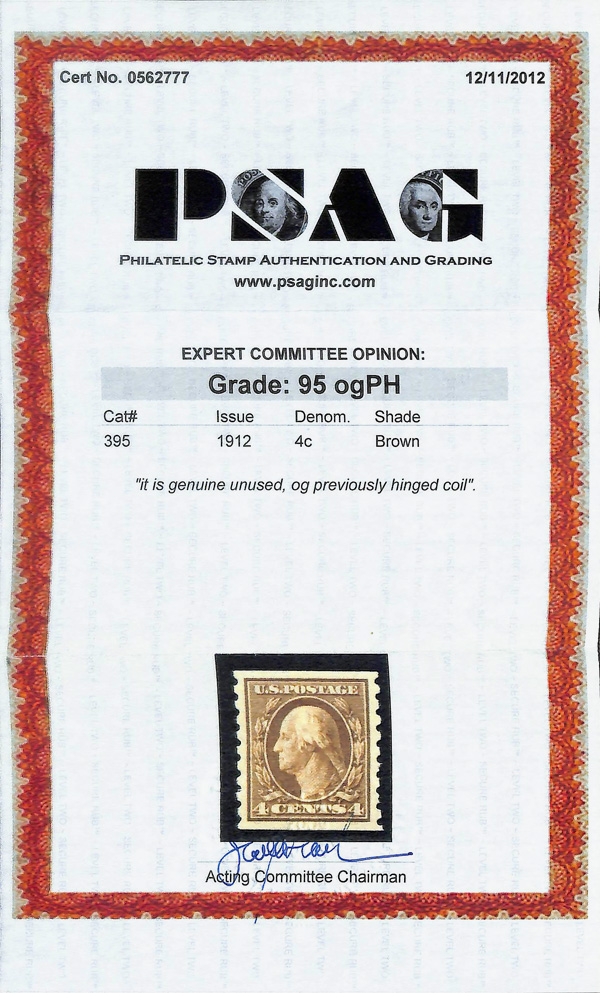 Cert No. 0562777 12/11/2012
PSAG
PHILATELIC STAMP AUTHENTICATION AND GRADING
www.psaginc.com
EXPERT COMMITTEE OPINION:
Grade: 95 ogPH
Cat# Issue Denom. Shade
395 1912 4c Brown
"it is genuine unused, og previously hinged coil".
U.S. POSTAGE
4 CENTS 4
Acting Committee Chairman